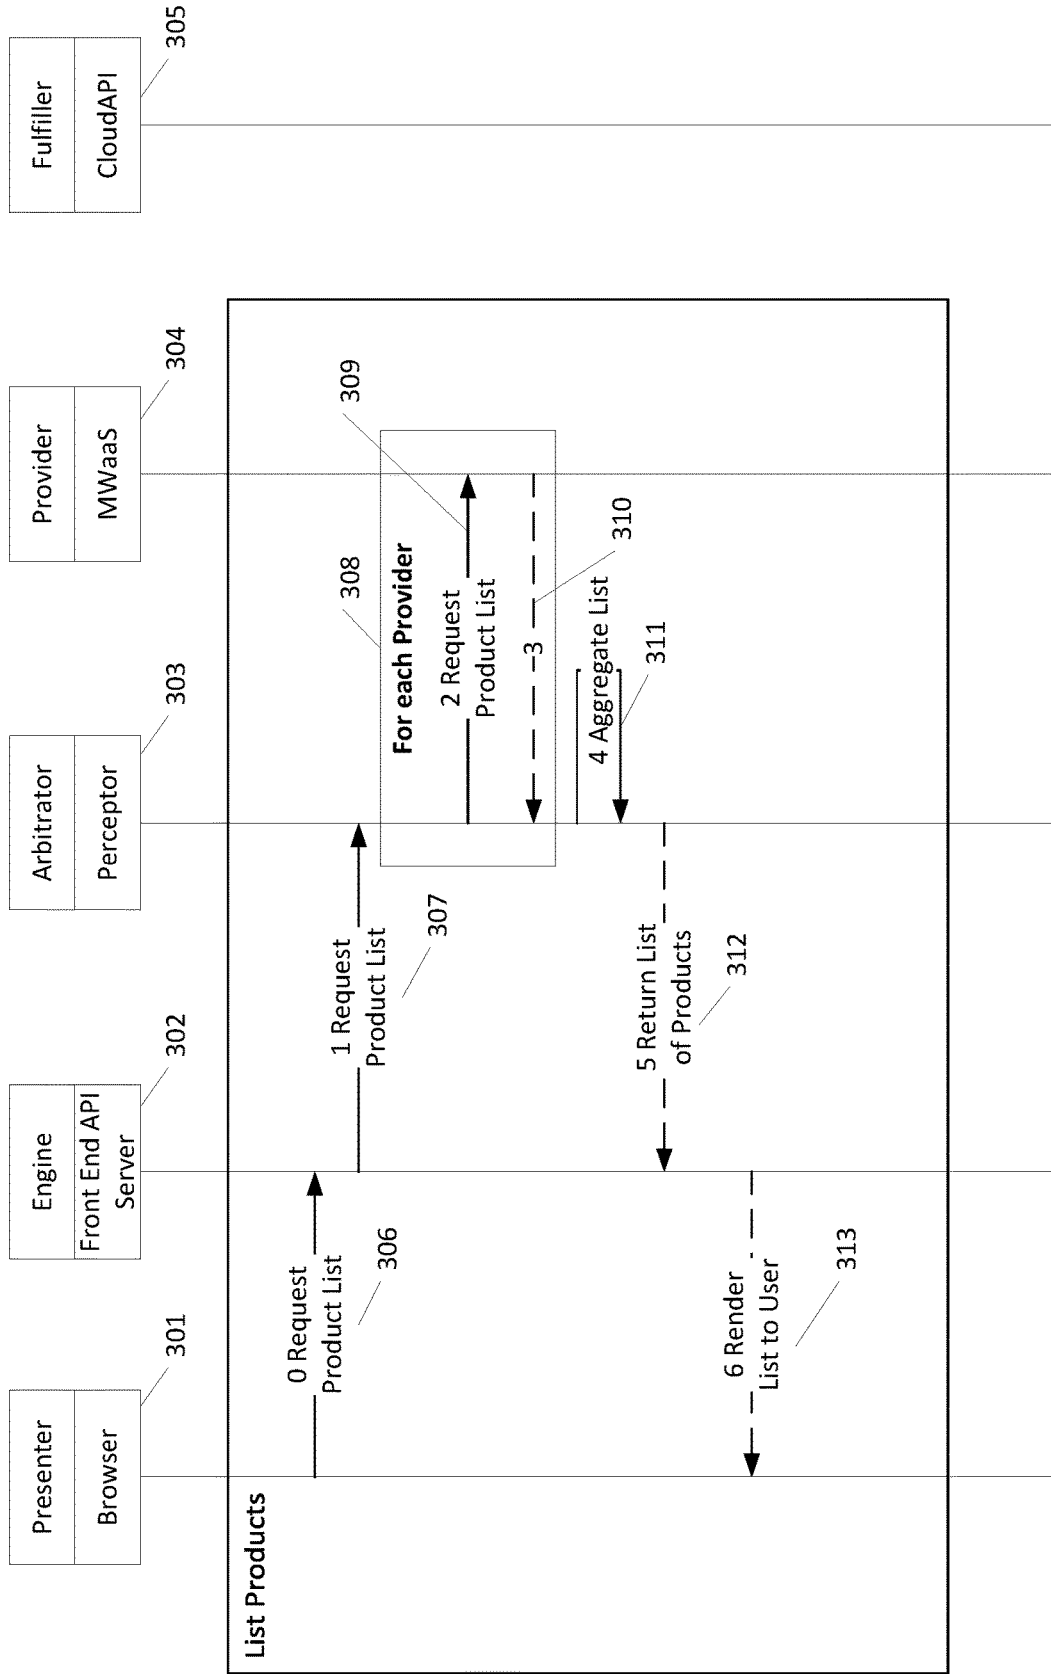 Presenter
Browser
301
Engine
Front End API
Server
302
Arbitrator
Perceptor
303
Provider
MWaaS
304
Fulfiller
CloudAPI
305
List Products
0 Request
Product List
306
1 Request
Product List
307
308
For each Provider
2 Request
Product List
309
3
310
4 Aggregate List
311
5 Return List
of Products
312
6 Render
List to User
313